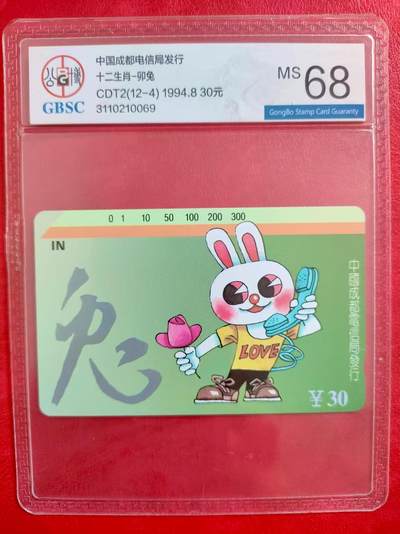 中国成都电信局发行
十二生肖-卯兔
CDT2(12-4) 1994.8 30元
3110210069
GBSC
MS 68
GongBo Stamp Card Guaranty
0 1 10 50 100 200 300
IN
兔
LOVE
¥30